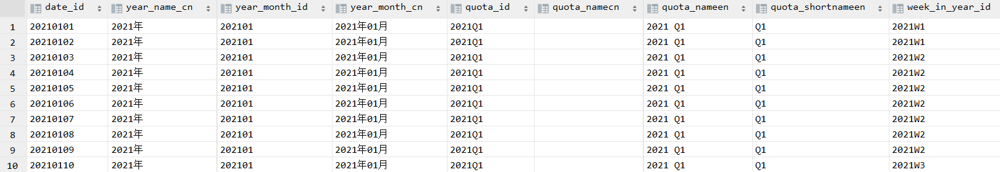 date_id year_name_cn year_month_id year_month_cn quota_id quota_namecn quota_nameen quota_shortnameen week_in_year_id
1 20210101 2021年 202101 2021年01月 2021Q1 2021 Q1 Q1 2021W1
2 20210102 2021年 202101 2021年01月 2021Q1 2021 Q1 Q1 2021W1
3 20210103 2021年 202101 2021年01月 2021Q1 2021 Q1 Q1 2021W2
4 20210104 2021年 202101 2021年01月 2021Q1 2021 Q1 Q1 2021W2
5 20210105 2021年 202101 2021年01月 2021Q1 2021 Q1 Q1 2021W2
6 20210106 2021年 202101 2021年01月 2021Q1 2021 Q1 Q1 2021W2
7 20210107 2021年 202101 2021年01月 2021Q1 2021 Q1 Q1 2021W2
8 20210108 2021年 202101 2021年01月 2021Q1 2021 Q1 Q1 2021W2
9 20210109 2021年 202101 2021年01月 2021Q1 2021 Q1 Q1 2021W2
10 20210110 2021年 202101 2021年01月 2021Q1 2021 Q1 Q1 2021W3